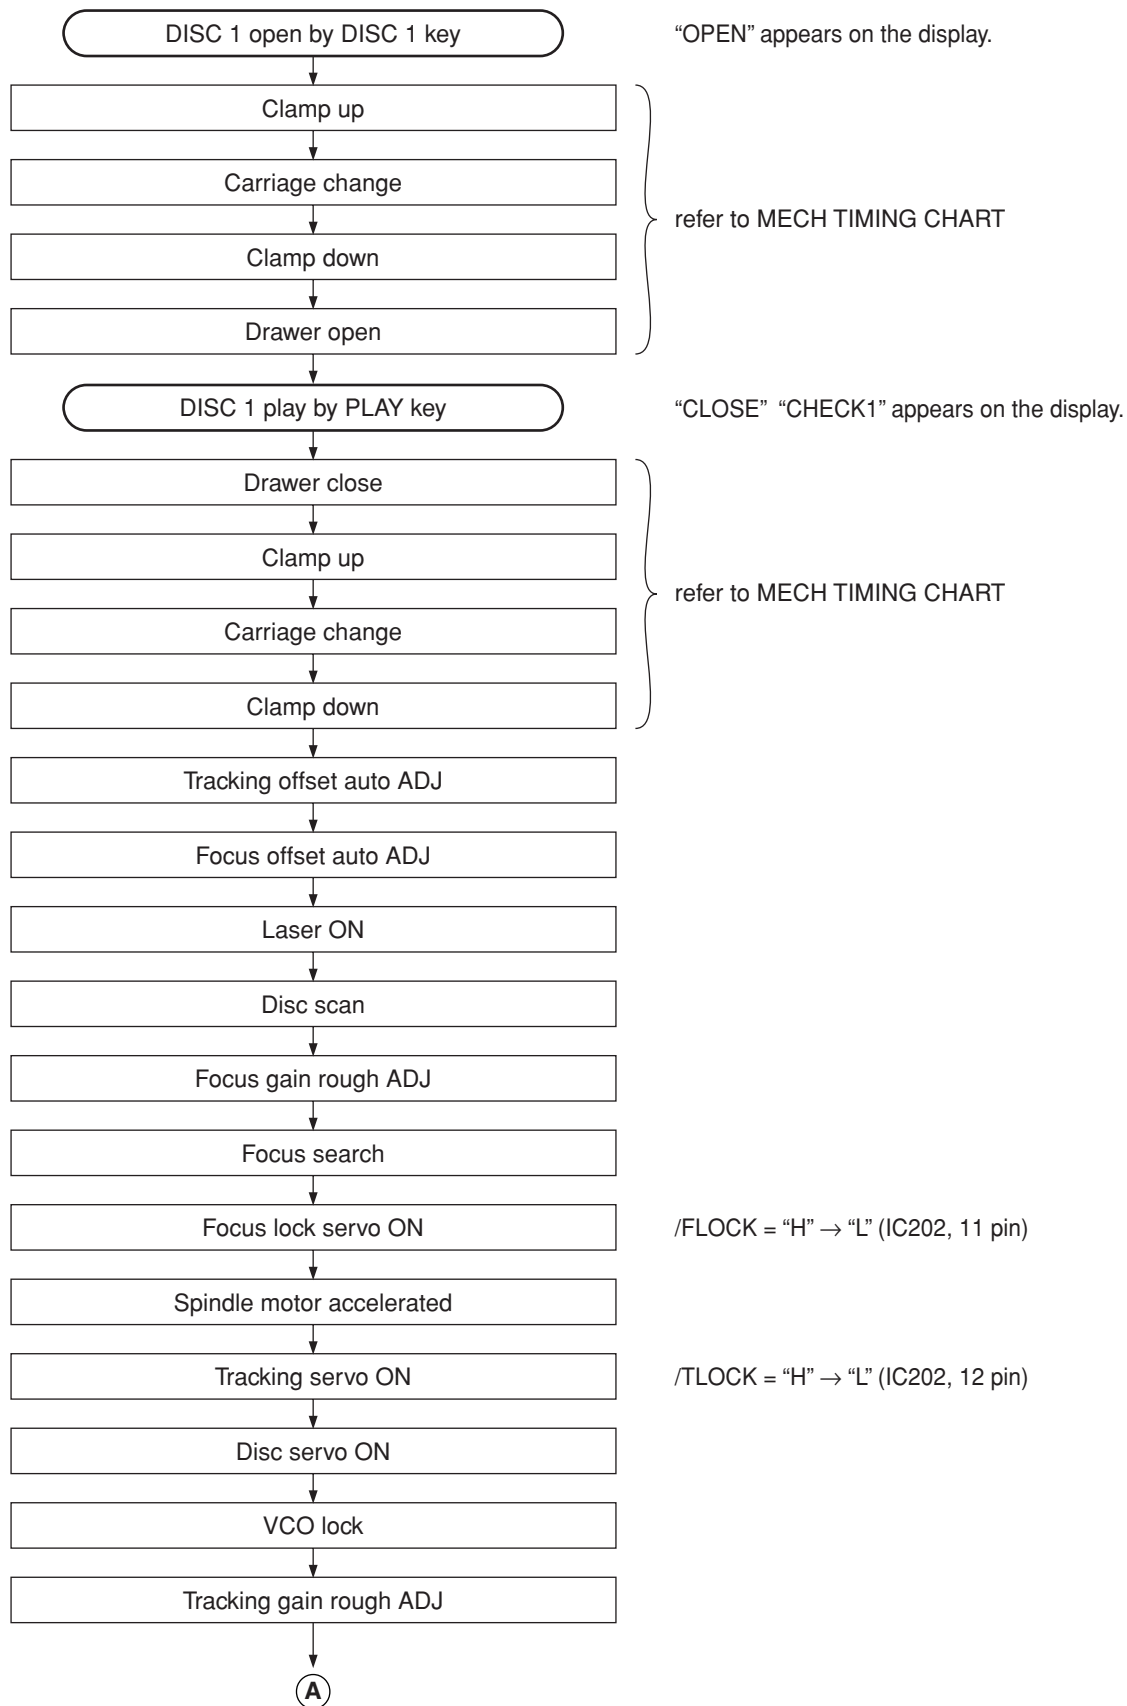 DISC 1 open by DISC 1 key
“OPEN” appears on the display.
Clamp up
Carriage change
refer to MECH TIMING CHART
Clamp down
Drawer open
DISC 1 play by PLAY key
“CLOSE” “CHECK1” appears on the display.
Drawer close
Clamp up
refer to MECH TIMING CHART
Carriage change
Clamp down
Tracking offset auto ADJ
Focus offset auto ADJ
Laser ON
Disc scan
Focus gain rough ADJ
Focus search
Focus lock servo ON
/FLOCK = “H” → “L” (IC202, 11 pin)
Spindle motor accelerated
Tracking servo ON
/TLOCK = “H” → “L” (IC202, 12 pin)
Disc servo ON
VCO lock
Tracking gain rough ADJ
A